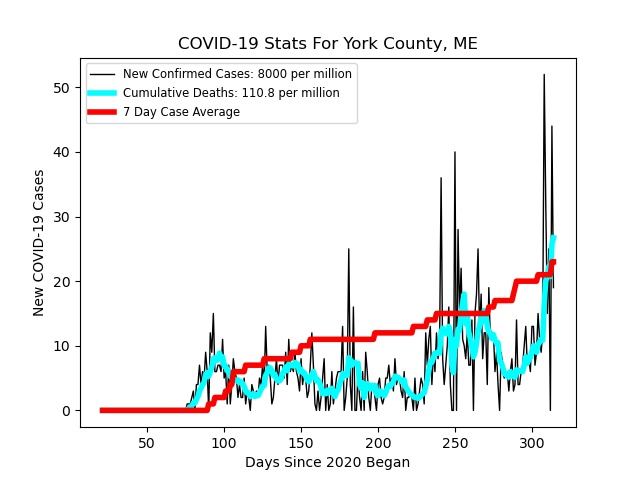 COVID-19 Stats For York County, ME
New Confirmed Cases: 8000 per million
Cumulative Deaths: 110.8 per million
7 Day Case Average
50
40
30
20
10
0
New COVID-19 Cases
50 100 150 200 250 300
Days Since 2020 Began